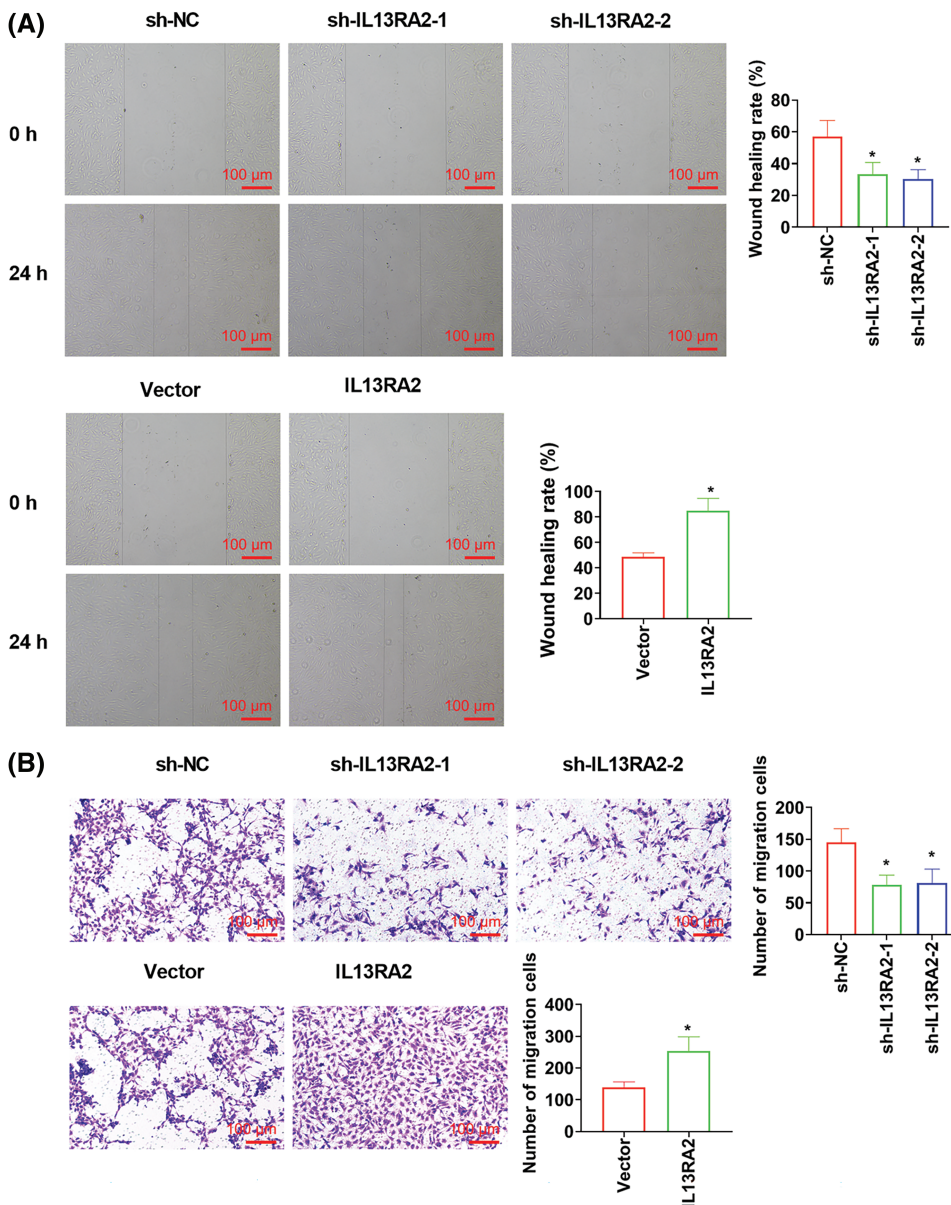 (A)
sh-NC sh-IL13RA2-1 sh-IL13RA2-2
0 h
100 µm 100 µm 100 µm
24 h
100 µm 100 µm 100 µm
Wound healing rate (%)
80
60
40
20
0
* *
sh-NC
sh-IL13RA2-1
sh-IL13RA2-2
Vector IL13RA2
0 h
100 µm 100 µm
24 h
100 µm 100 µm
Wound healing rate (%)
100
80
60
40
20
0
*
Vector
IL13RA2
(B)
sh-NC sh-IL13RA2-1 sh-IL13RA2-2
100 µm 100 µm 100 µm
Number of migration cells
200
150
100
50
0
* *
sh-NC
sh-IL13RA2-1
sh-IL13RA2-2
Vector IL13RA2
100 µm 100 µm
Number of migration cells
400
300
200
100
0
*
Vector
IL13RA2